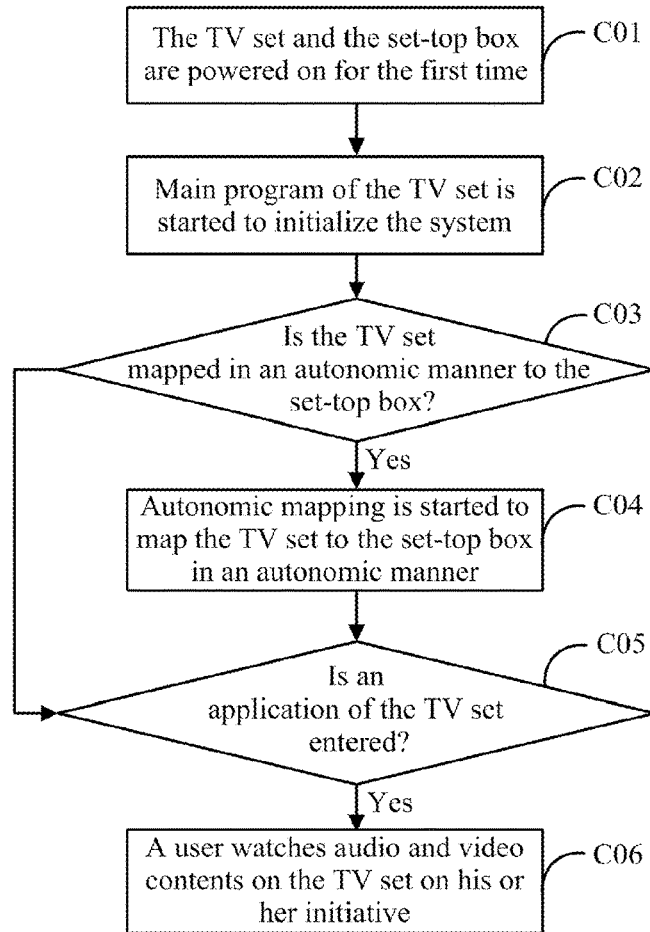 The TV set and the set-top box
are powered on for the first time
C01
Main program of the TV set is
started to initialize the system
C02
Is the TV set
mapped in an autonomic manner to the
set-top box?
C03
Yes
Autonomic mapping is started to
map the TV set to the set-top box
in an autonomic manner
C04
Is an
application of the TV set
entered?
C05
Yes
A user watches audio and video
contents on the TV set on his or
her initiative
C06